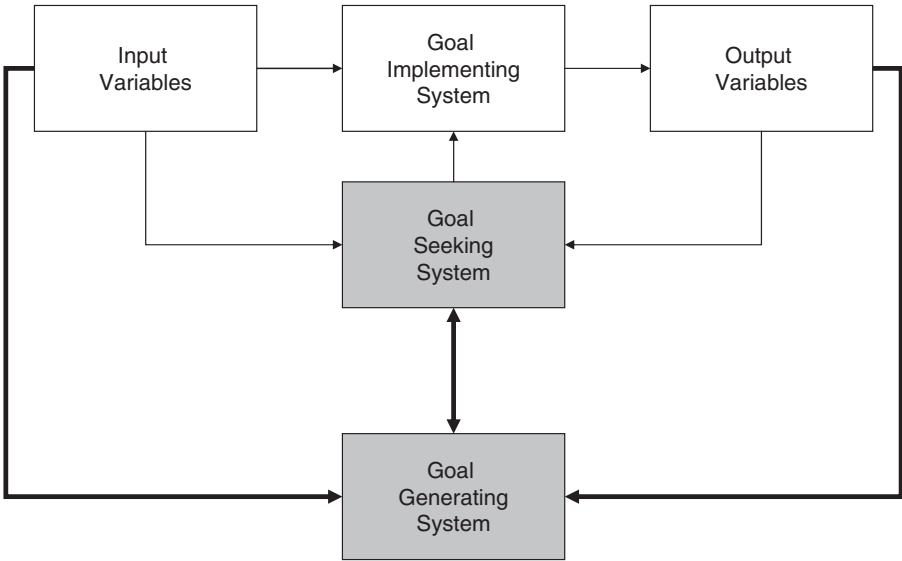 Input
Variables
Goal
Implementing
System
Output
Variables
Goal
Seeking
System
Goal
Generating
System